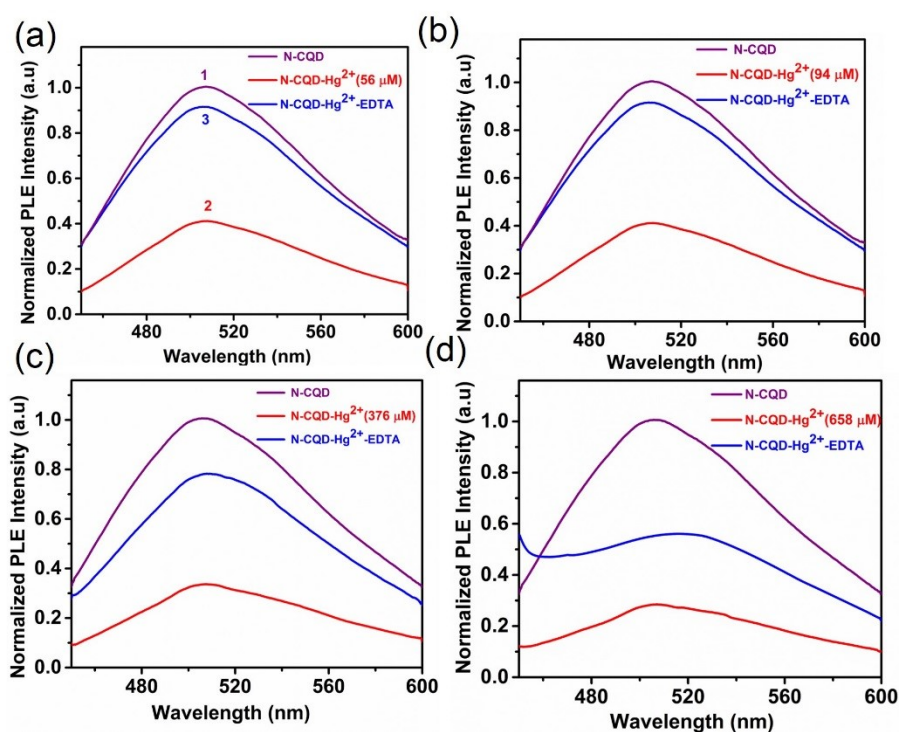 (a)
N-CQD
N-CQD-Hg2+(56 μM)
N-CQD-Hg2+-EDTA
1
3
2
Normalized PLE Intensity (a.u)
1.0
0.8
0.6
0.4
0.2
0.0
480 520 560 600
Wavelength (nm)
(b)
N-CQD
N-CQD-Hg2+(94 μM)
N-CQD-Hg2+-EDTA
Normalized PLE Intensity (a.u)
1.0
0.8
0.6
0.4
0.2
0.0
480 520 560 600
Wavelength (nm)
(c)
N-CQD
N-CQD-Hg2+(376 μM)
N-CQD-Hg2+-EDTA
Normalized PLE Intensity (a.u)
1.0
0.8
0.6
0.4
0.2
0.0
480 520 560 600
Wavelength (nm)
(d)
N-CQD
N-CQD-Hg2+(658 μM)
N-CQD-Hg2+-EDTA
Normalized PLE Intensity (a.u)
1.0
0.8
0.6
0.4
0.2
0.0
480 520 560 600
Wavelength (nm)